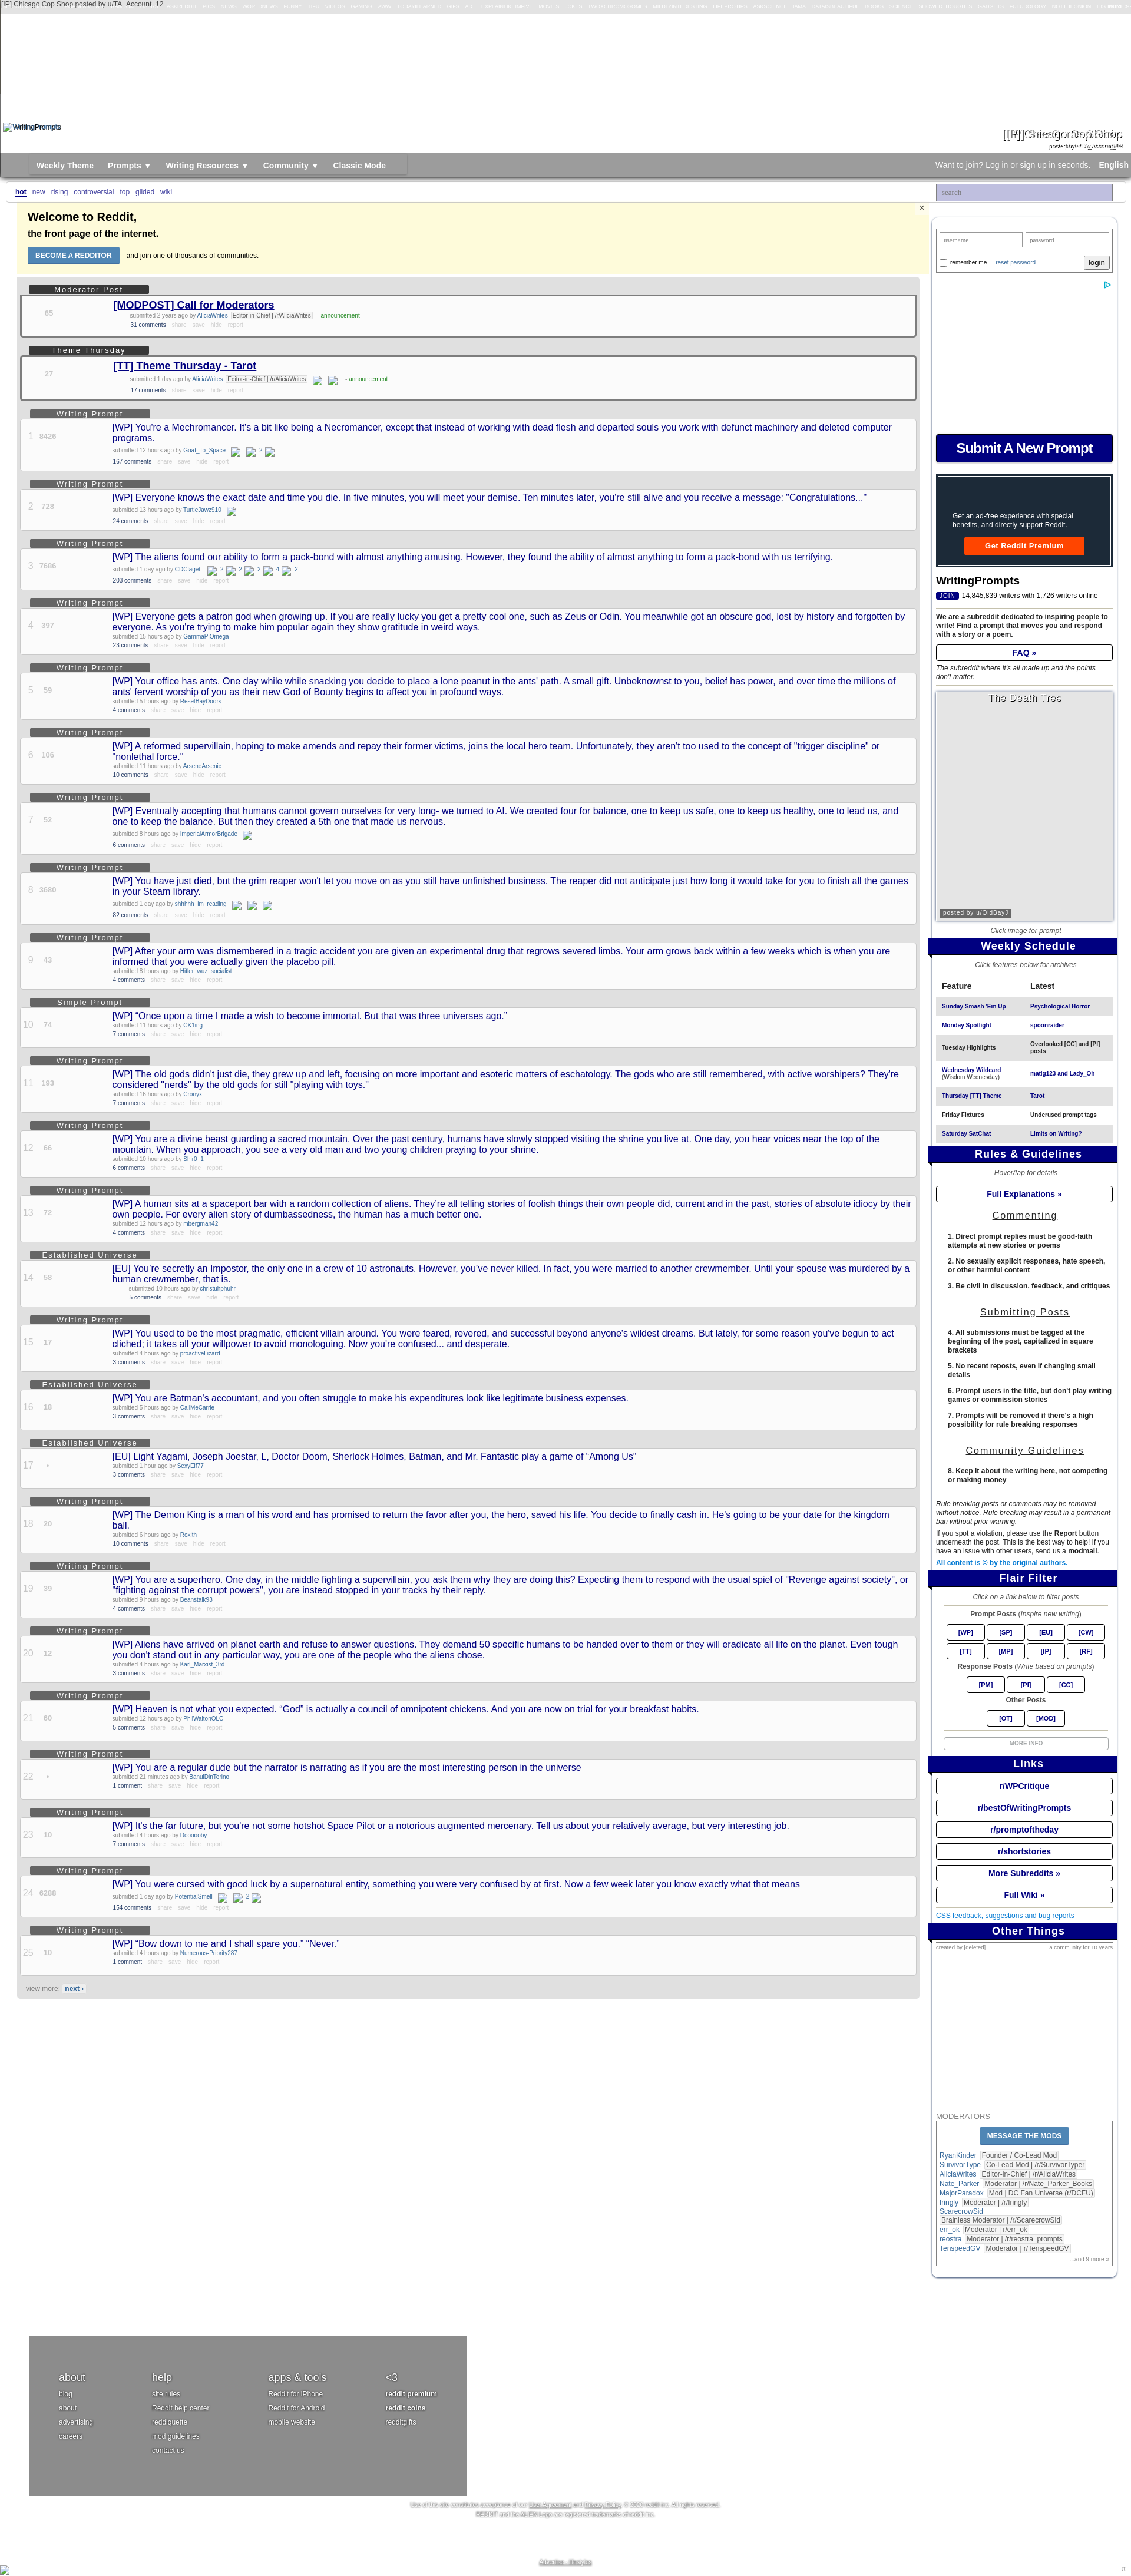 [IP] Chicago Cop Shop posted by u/TA_Account_12
WritingPrompts
[IP] Chicago Cop Shop
posted by u/TA_Account_12
Weekly Theme Prompts ▼ Writing Resources ▼ Community ▼ Classic Mode
Want to join? Log in or sign up in seconds. English
hot new rising controversial top gilded wiki
search
Welcome to Reddit,
the front page of the internet.
BECOME A REDDITOR and join one of thousands of communities.
×
Moderator Post
65
[MODPOST] Call for Moderators
submitted 2 years ago by AliciaWrites Editor-in-Chief | /r/AliciaWrites - announcement
31 comments share save hide report
Theme Thursday
27
[TT] Theme Thursday - Tarot
submitted 1 day ago by AliciaWrites Editor-in-Chief | /r/AliciaWrites - announcement
17 comments share save hide report
Writing Prompt
1 8426
[WP] You're a Mechromancer. It's a bit like being a Necromancer, except that instead of working with dead flesh and departed souls you work with defunct machinery and deleted computer
programs.
submitted 12 hours ago by Goat_To_Space 2
167 comments share save hide report
Writing Prompt
2 728
[WP] Everyone knows the exact date and time you die. In five minutes, you will meet your demise. Ten minutes later, you're still alive and you receive a message: "Congratulations..."
submitted 13 hours ago by TurtleJawz910
24 comments share save hide report
Writing Prompt
3 7686
[WP] The aliens found our ability to form a pack-bond with almost anything amusing. However, they found the ability of almost anything to form a pack-bond with us terrifying.
submitted 1 day ago by CDClagett 2 2 2 4 2
203 comments share save hide report
Writing Prompt
4 397
[WP] Everyone gets a patron god when growing up. If you are really lucky you get a pretty cool one, such as Zeus or Odin. You meanwhile got an obscure god, lost by history and forgotten by
everyone. As you're trying to make him popular again they show gratitude in weird ways.
submitted 15 hours ago by GammaPiOmega
23 comments share save hide report
Writing Prompt
5 59
[WP] Your office has ants. One day while while snacking you decide to place a lone peanut in the ants' path. A small gift. Unbeknownst to you, belief has power, and over time the millions of
ants' fervent worship of you as their new God of Bounty begins to affect you in profound ways.
submitted 5 hours ago by ResetBayDoors
4 comments share save hide report
Writing Prompt
6 106
[WP] A reformed supervillain, hoping to make amends and repay their former victims, joins the local hero team. Unfortunately, they aren't too used to the concept of "trigger discipline" or
"nonlethal force."
submitted 11 hours ago by ArseneArsenic
10 comments share save hide report
Writing Prompt
7 52
[WP] Eventually accepting that humans cannot govern ourselves for very long- we turned to AI. We created four for balance, one to keep us safe, one to keep us healthy, one to lead us, and
one to keep the balance. But then they created a 5th one that made us nervous.
submitted 8 hours ago by ImperialArmorBrigade
6 comments share save hide report
Writing Prompt
8 3680
[WP] You have just died, but the grim reaper won't let you move on as you still have unfinished business. The reaper did not anticipate just how long it would take for you to finish all the games
in your Steam library.
submitted 1 day ago by shhhhh_im_reading
82 comments share save hide report
Writing Prompt
9 43
[WP] After your arm was dismembered in a tragic accident you are given an experimental drug that regrows severed limbs. Your arm grows back within a few weeks which is when you are
informed that you were actually given the placebo pill.
submitted 8 hours ago by Hitler_wuz_socialist
4 comments share save hide report
Simple Prompt
10 74
[WP] “Once upon a time I made a wish to become immortal. But that was three universes ago.”
submitted 11 hours ago by CK1ing
7 comments share save hide report
Writing Prompt
11 193
[WP] The old gods didn't just die, they grew up and left, focusing on more important and esoteric matters of eschatology. The gods who are still remembered, with active worshipers? They're
considered "nerds" by the old gods for still "playing with toys."
submitted 16 hours ago by Cronyx
7 comments share save hide report
Writing Prompt
12 66
[WP] You are a divine beast guarding a sacred mountain. Over the past century, humans have slowly stopped visiting the shrine you live at. One day, you hear voices near the top of the
mountain. When you approach, you see a very old man and two young children praying to your shrine.
submitted 10 hours ago by Shir0_1
6 comments share save hide report
Writing Prompt
13 72
[WP] A human sits at a spaceport bar with a random collection of aliens. They're all telling stories of foolish things their own people did, current and in the past, stories of absolute idiocy by their
own people. For every alien story of dumbassedness, the human has a much better one.
submitted 12 hours ago by mbergman42
4 comments share save hide report
Established Universe
14 58
[EU] You're secretly an Impostor, the only one in a crew of 10 astronauts. However, you've never killed. In fact, you were married to another crewmember. Until your spouse was murdered by a
human crewmember, that is.
submitted 10 hours ago by christuhphuhr
5 comments share save hide report
Writing Prompt
15 17
[WP] You used to be the most pragmatic, efficient villain around. You were feared, revered, and successful beyond anyone's wildest dreams. But lately, for some reason you've begun to act
cliched; it takes all your willpower to avoid monologuing. Now you're confused... and desperate.
submitted 4 hours ago by proactiveLizard
3 comments share save hide report
Established Universe
16 18
[WP] You are Batman's accountant, and you often struggle to make his expenditures look like legitimate business expenses.
submitted 5 hours ago by CallMeCarrie
3 comments share save hide report
Established Universe
17 •
[EU] Light Yagami, Joseph Joestar, L, Doctor Doom, Sherlock Holmes, Batman, and Mr. Fantastic play a game of “Among Us”
submitted 1 hour ago by SexyElf77
3 comments share save hide report
Writing Prompt
18 20
[WP] The Demon King is a man of his word and has promised to return the favor after you, the hero, saved his life. You decide to finally cash in. He's going to be your date for the kingdom
ball.
submitted 6 hours ago by Roxith
10 comments share save hide report
Writing Prompt
19 39
[WP] You are a superhero. One day, in the middle fighting a supervillain, you ask them why they are doing this? Expecting them to respond with the usual spiel of "Revenge against society", or
"fighting against the corrupt powers", you are instead stopped in your tracks by their reply.
submitted 9 hours ago by Beanstalk93
4 comments share save hide report
Writing Prompt
20 12
[WP] Aliens have arrived on planet earth and refuse to answer questions. They demand 50 specific humans to be handed over to them or they will eradicate all life on the planet. Even tough
you don't stand out in any particular way, you are one of the people who the aliens chose.
submitted 4 hours ago by Karl_Marxist_3rd
3 comments share save hide report
Writing Prompt
21 60
[WP] Heaven is not what you expected. “God” is actually a council of omnipotent chickens. And you are now on trial for your breakfast habits.
submitted 12 hours ago by PhilWaltonOLC
5 comments share save hide report
Writing Prompt
22 •
[WP] You are a regular dude but the narrator is narrating as if you are the most interesting person in the universe
submitted 21 minutes ago by BanutDinTorino
1 comment share save hide report
Writing Prompt
23 10
[WP] It's the far future, but you're not some hotshot Space Pilot or a notorious augmented mercenary. Tell us about your relatively average, but very interesting job.
submitted 4 hours ago by Doooooby
7 comments share save hide report
Writing Prompt
24 6288
[WP] You were cursed with good luck by a supernatural entity, something you were very confused by at first. Now a few week later you know exactly what that means
submitted 1 day ago by PotentialSmell 2
154 comments share save hide report
Writing Prompt
25 10
[WP] “Bow down to me and I shall spare you.” “Never.”
submitted 4 hours ago by Numerous-Priority287
1 comment share save hide report
view more: next ›
username password
remember me reset password login
Submit A New Prompt
Get an ad-free experience with special
benefits, and directly support Reddit.
Get Reddit Premium
WritingPrompts
JOIN 14,845,839 writers with 1,726 writers online
We are a subreddit dedicated to inspiring people to
write! Find a prompt that moves you and respond
with a story or a poem.
FAQ »
The subreddit where it's all made up and the points
don't matter.
The Death Tree
posted by u/OldBayJ
Click image for prompt
Weekly Schedule
Click features below for archives
Feature Latest
Sunday Smash 'Em Up Psychological Horror
Monday Spotlight spoonraider
Tuesday Highlights Overlooked [CC] and [PI]
posts
Wednesday Wildcard
(Wisdom Wednesday) matig123 and Lady_Oh
Thursday [TT] Theme Tarot
Friday Fixtures Underused prompt tags
Saturday SatChat Limits on Writing?
Rules & Guidelines
Hover/tap for details
Full Explanations »
Commenting
1. Direct prompt replies must be good-faith
attempts at new stories or poems
2. No sexually explicit responses, hate speech,
or other harmful content
3. Be civil in discussion, feedback, and critiques
Submitting Posts
4. All submissions must be tagged at the
beginning of the post, capitalized in square
brackets
5. No recent reposts, even if changing small
details
6. Prompt users in the title, but don't play writing
games or commission stories
7. Prompts will be removed if there's a high
possibility for rule breaking responses
Community Guidelines
8. Keep it about the writing here, not competing
or making money
Rule breaking posts or comments may be removed
without notice. Rule breaking may result in a permanent
ban without prior warning.
If you spot a violation, please use the Report button
underneath the post. This is the best way to help! If you
have an issue with other users, send us a modmail.
All content is © by the original authors.
Flair Filter
Click on a link below to filter posts
Prompt Posts (Inspire new writing)
[WP] [SP] [EU] [CW]
[TT] [MP] [IP] [RF]
Response Posts (Write based on prompts)
[PM] [PI] [CC]
Other Posts
[OT] [MOD]
MORE INFO
Links
r/WPCritique
r/bestOfWritingPrompts
r/promptoftheday
r/shortstories
More Subreddits »
Full Wiki »
CSS feedback, suggestions and bug reports
Other Things
created by [deleted] a community for 10 years
MODERATORS
MESSAGE THE MODS
RyanKinder Founder / Co-Lead Mod
SurvivorType Co-Lead Mod | /r/SurvivorTyper
AliciaWrites Editor-in-Chief | /r/AliciaWrites
Nate_Parker Moderator | /r/Nate_Parker_Books
MajorParadox Mod | DC Fan Universe (r/DCFU)
fringly Moderator | /r/fringly
ScarecrowSid
Brainless Moderator | /r/ScarecrowSid
err_ok Moderator | r/err_ok
reostra Moderator | /r/reostra_prompts
TenspeedGV Moderator | r/TenspeedGV
...and 9 more »
about help apps & tools <3
blog site rules Reddit for iPhone reddit premium
about Reddit help center Reddit for Android reddit coins
advertising reddiquette mobile website redditgifts
careers mod guidelines
contact us
Use of this site constitutes acceptance of our User Agreement and Privacy Policy. © 2020 reddit inc. All rights reserved.
REDDIT and the ALIEN Logo are registered trademarks of reddit inc.
π